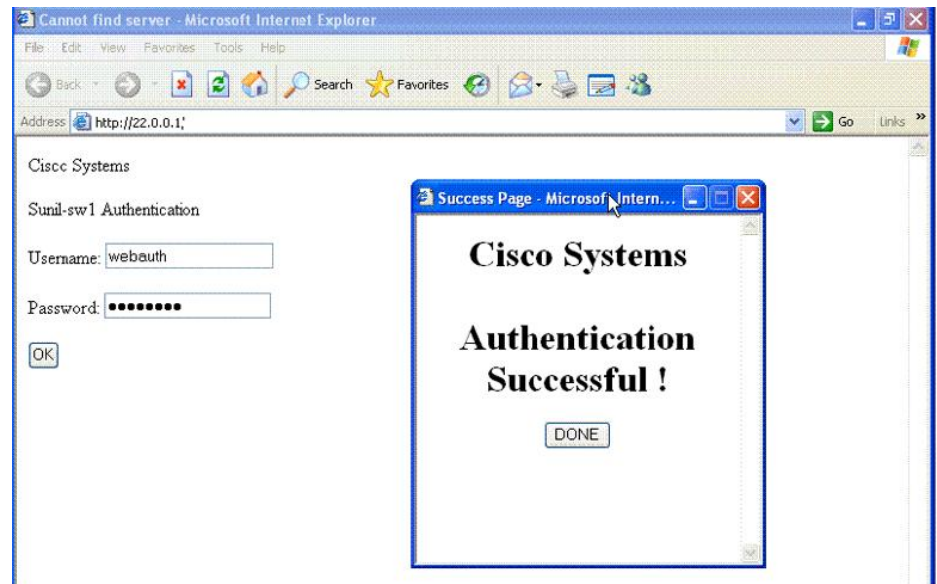 Cannot find server - Microsoft Internet Explorer
File Edit View Favorites Tools Help
Back Search Favorites
Address http://22.0.0.1; Go Links »
Ciscc Systems
Sunil-sw1 Authentication
Username: webauth
Password: ●●●●●●●●
OK
Success Page - Microsoft Intern...
Cisco Systems
Authentication
Successful !
DONE